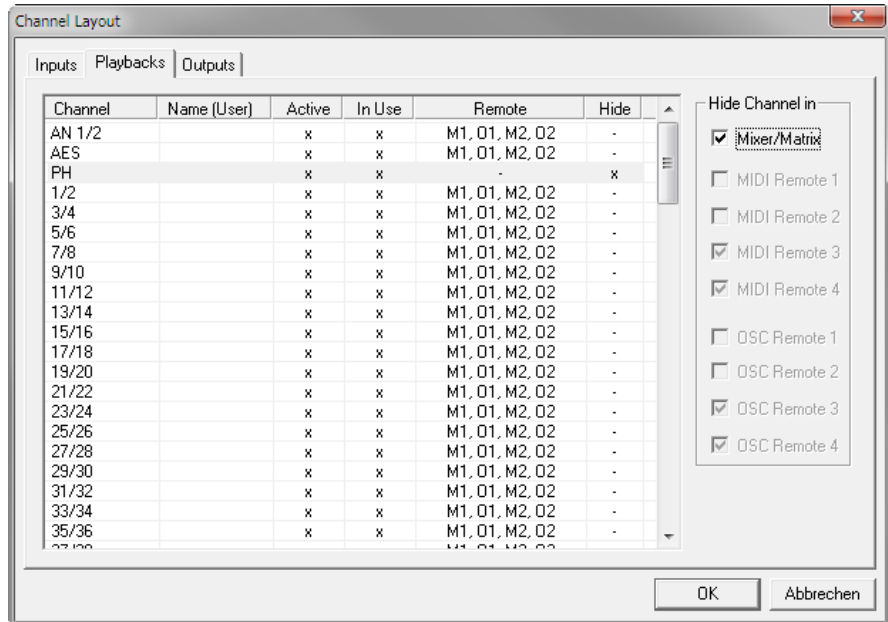 Channel Layout
Inputs Playbacks Outputs
Channel Name (User) Active In Use Remote Hide
AN 1/2 x x M1, O1, M2, O2 -
AES x x M1, O1, M2, O2 -
PH x x - x
1/2 x x M1, O1, M2, O2 -
3/4 x x M1, O1, M2, O2 -
5/6 x x M1, O1, M2, O2 -
7/8 x x M1, O1, M2, O2 -
9/10 x x M1, O1, M2, O2 -
11/12 x x M1, O1, M2, O2 -
13/14 x x M1, O1, M2, O2 -
15/16 x x M1, O1, M2, O2 -
17/18 x x M1, O1, M2, O2 -
19/20 x x M1, O1, M2, O2 -
21/22 x x M1, O1, M2, O2 -
23/24 x x M1, O1, M2, O2 -
25/26 x x M1, O1, M2, O2 -
27/28 x x M1, O1, M2, O2 -
29/30 x x M1, O1, M2, O2 -
31/32 x x M1, O1, M2, O2 -
33/34 x x M1, O1, M2, O2 -
35/36 x x M1, O1, M2, O2 -
Hide Channel in
Mixer/Matrix
MIDI Remote 1
MIDI Remote 2
MIDI Remote 3
MIDI Remote 4
OSC Remote 1
OSC Remote 2
OSC Remote 3
OSC Remote 4
OK Abbrechen